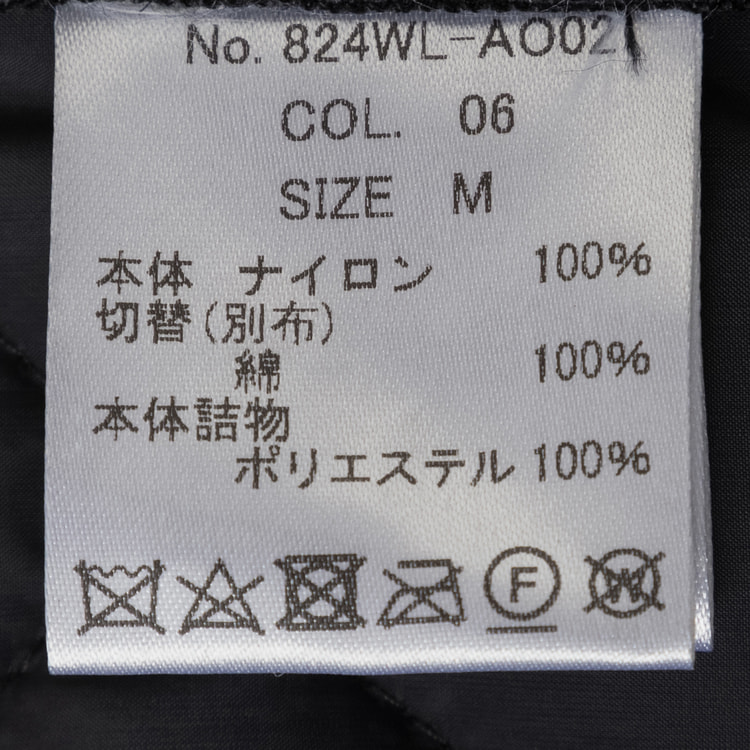 No. 824WL-AO02
COL. 06
SIZE M
本体 ナイロン 100%
切替(別布)
綿 100%
本体詰物
ポリエステル 100%
F W